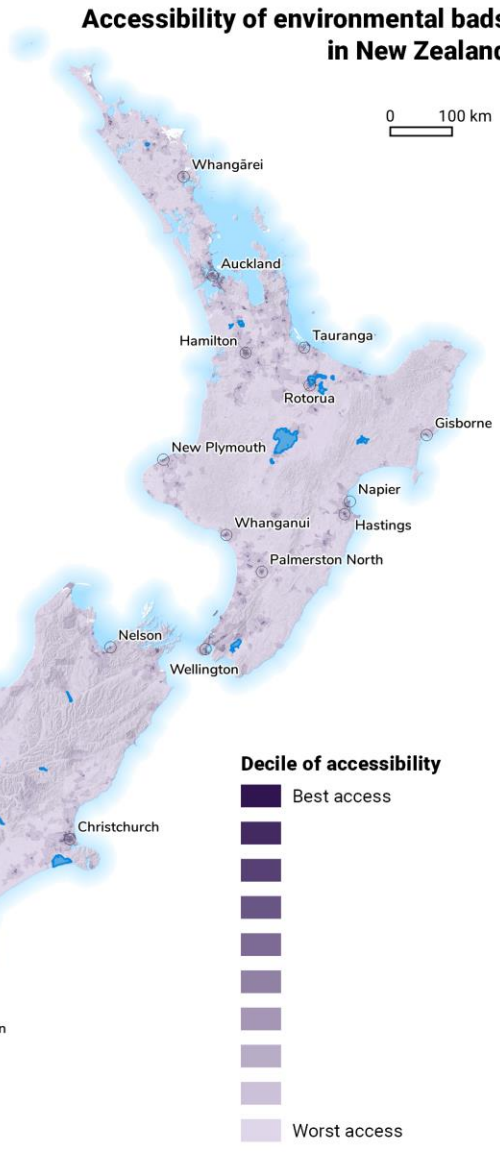 Accessibility of environmental bads
in New Zealand
0 100 km
Whangārei
Auckland
Hamilton
Tauranga
Rotorua
Gisborne
New Plymouth
Napier
Hastings
Whanganui
Palmerston North
Nelson
Wellington
Decile of accessibility
Best access
Christchurch
n
Worst access